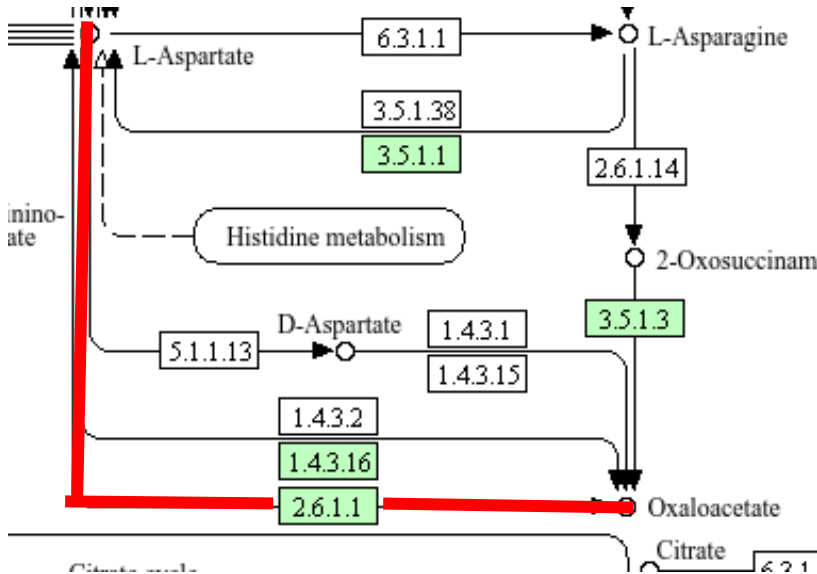 6.3.1.1
L-Asparagine
L-Aspartate
3.5.1.38
3.5.1.1
2.6.1.14
Histidine metabolism
2-Oxosuccinam
D-Aspartate
1.4.3.1
3.5.1.3
5.1.1.13
1.4.3.15
1.4.3.2
1.4.3.16
2.6.1.1
Oxaloacetate
Citrate